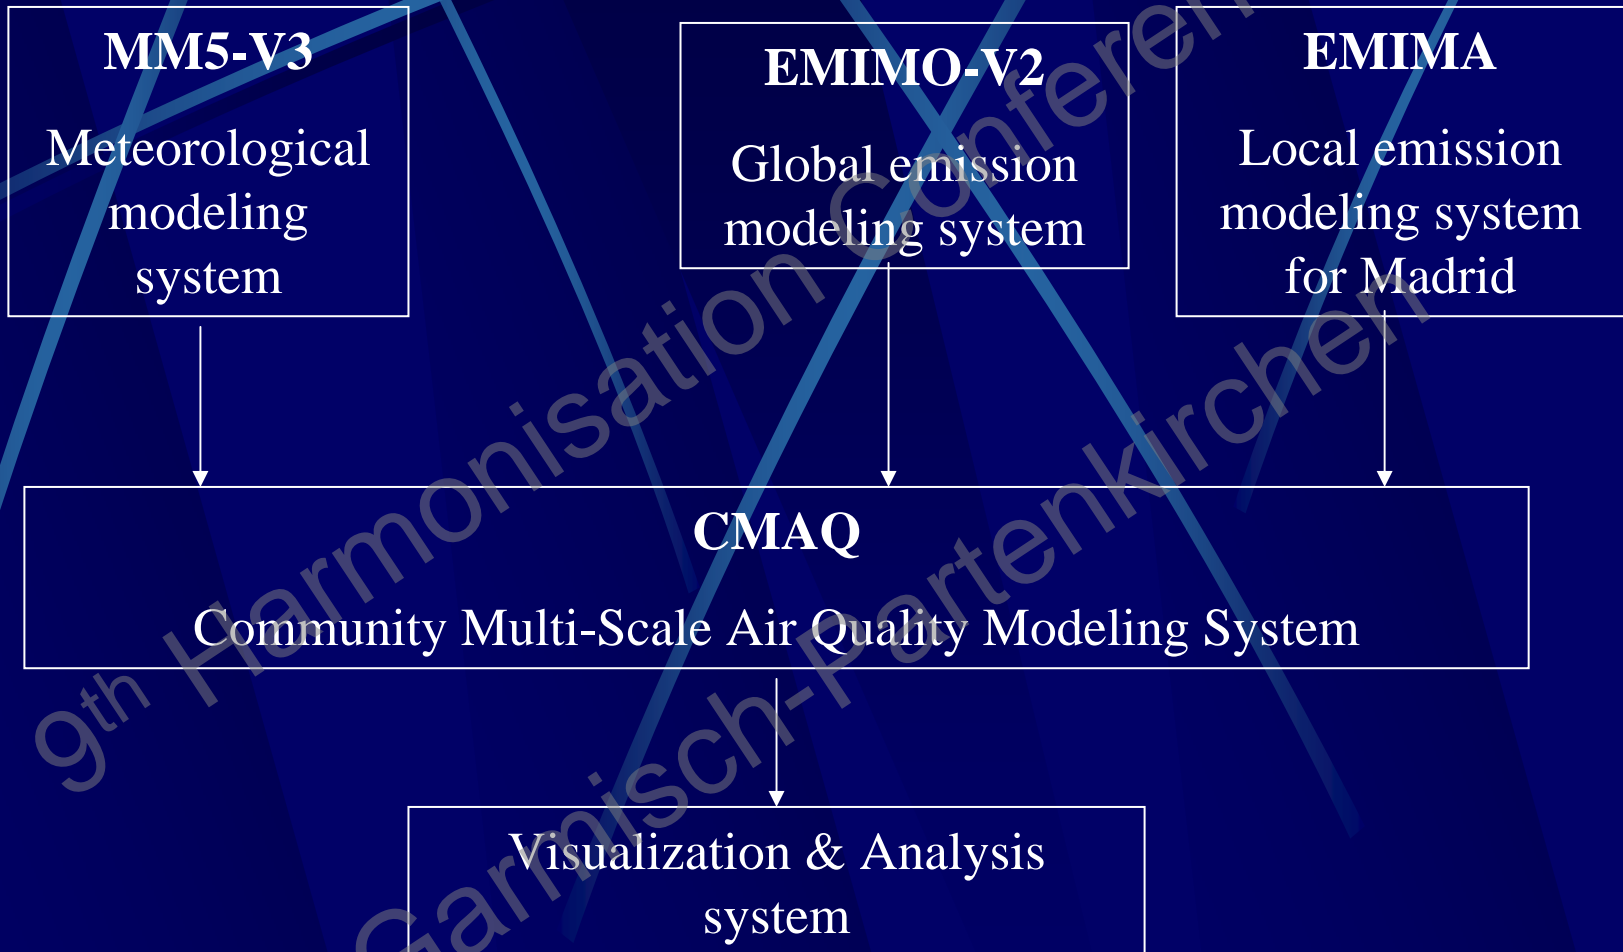 MM5-V3
Meteorological
modeling
system
EMIMO-V2
Global emission
modeling system
EMIMA
Local emission
modeling system
for Madrid
CMAQ
Community Multi-Scale Air Quality Modeling System
Visualization & Analysis
system
9th Harmonisation
Garmisch-Partenkirchen